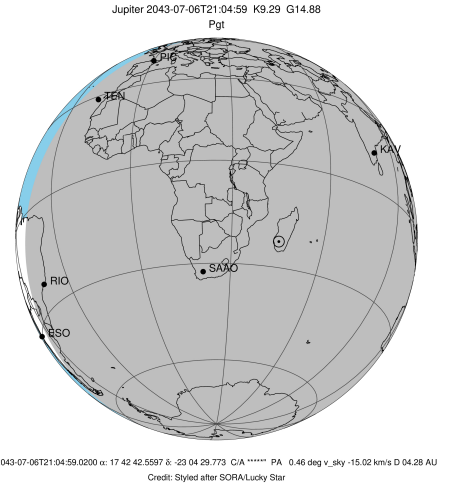 Jupiter 2043-07-06T21:04:59 K9.29 G14.88
Pgt
PIC
TEN
KAV
SAAO
RIO
ESO
043-07-06T21:04:59.0200 α: 17 42 42.5597 δ: -23 04 29.773 C/A *****" PA 0.46 deg v_sky -15.02 km/s D 04.28 AU
Credit: Styled after SORA/Lucky Star